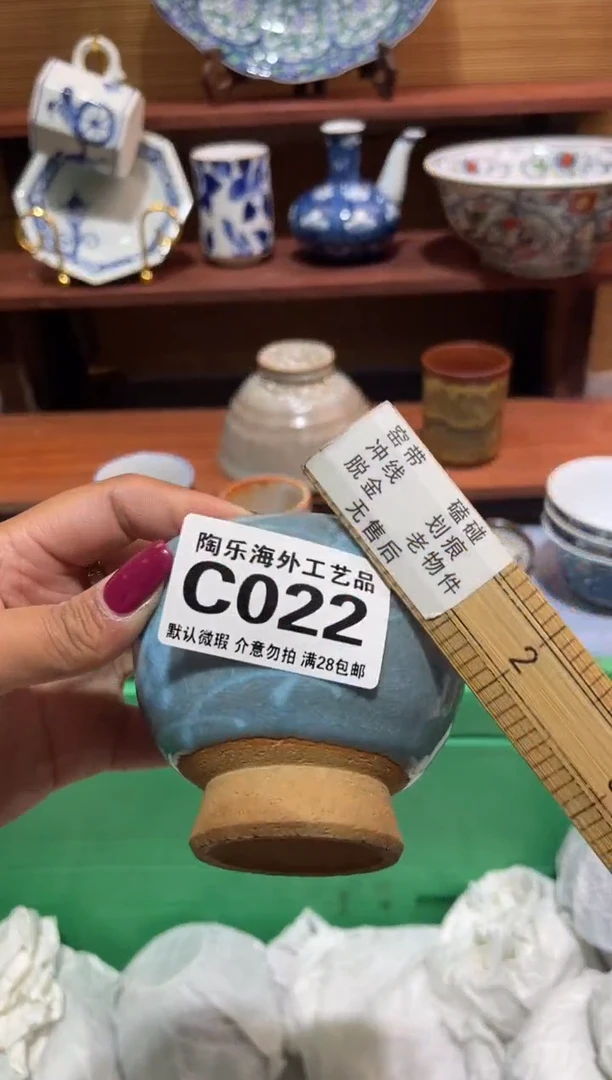 陶乐海外工艺品
C022
默认微瑕 介意勿拍 满28包邮
窑带 磕碰
冲线 划痕
脱金 老物件
无售后
2